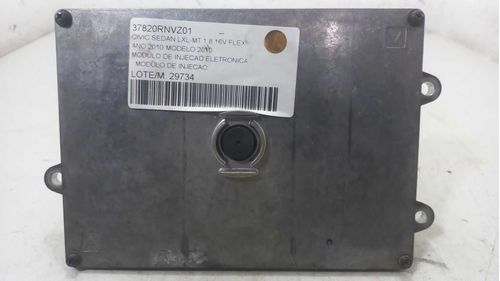 37820RNVZ01
CIVIC SEDAN LXL-MT 1.8 16V FLEX
ANO 2010 MODELO 2010
MODULO DE INJECAO ELETRONICA
MODULO DE INJECAO
LOTE/M: 29734